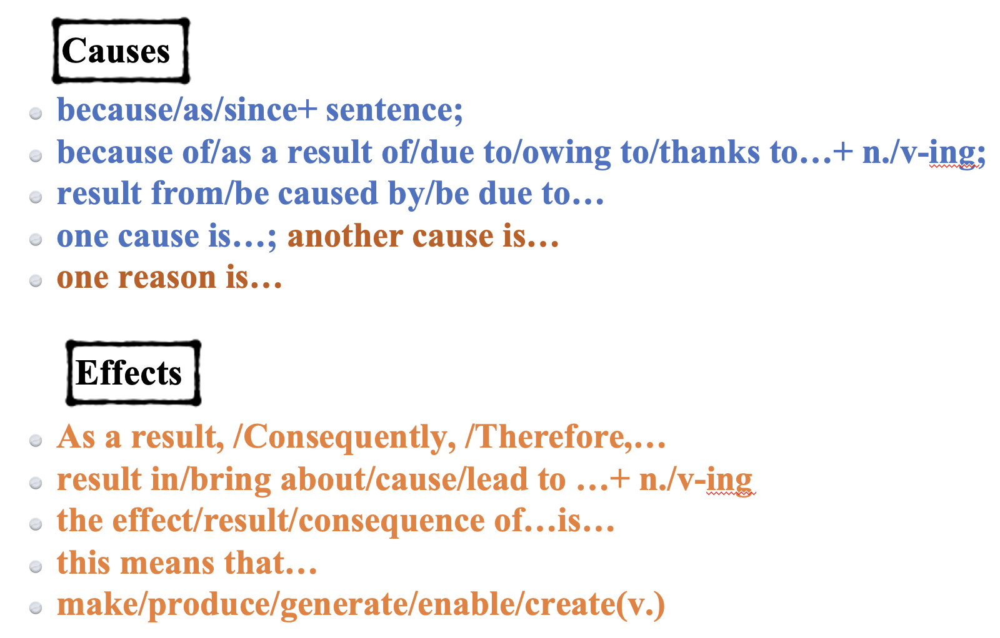 Causes
because/as/since+ sentence;
because of/as a result of/due to/owing to/thanks to…+ n./v-ing;
result from/be caused by/be due to…
one cause is…; another cause is…
one reason is…
Effects
As a result, /Consequently, /Therefore,…
result in/bring about/cause/lead to …+ n./v-ing
the effect/result/consequence of…is…
this means that…
make/produce/generate/enable/create(v.)